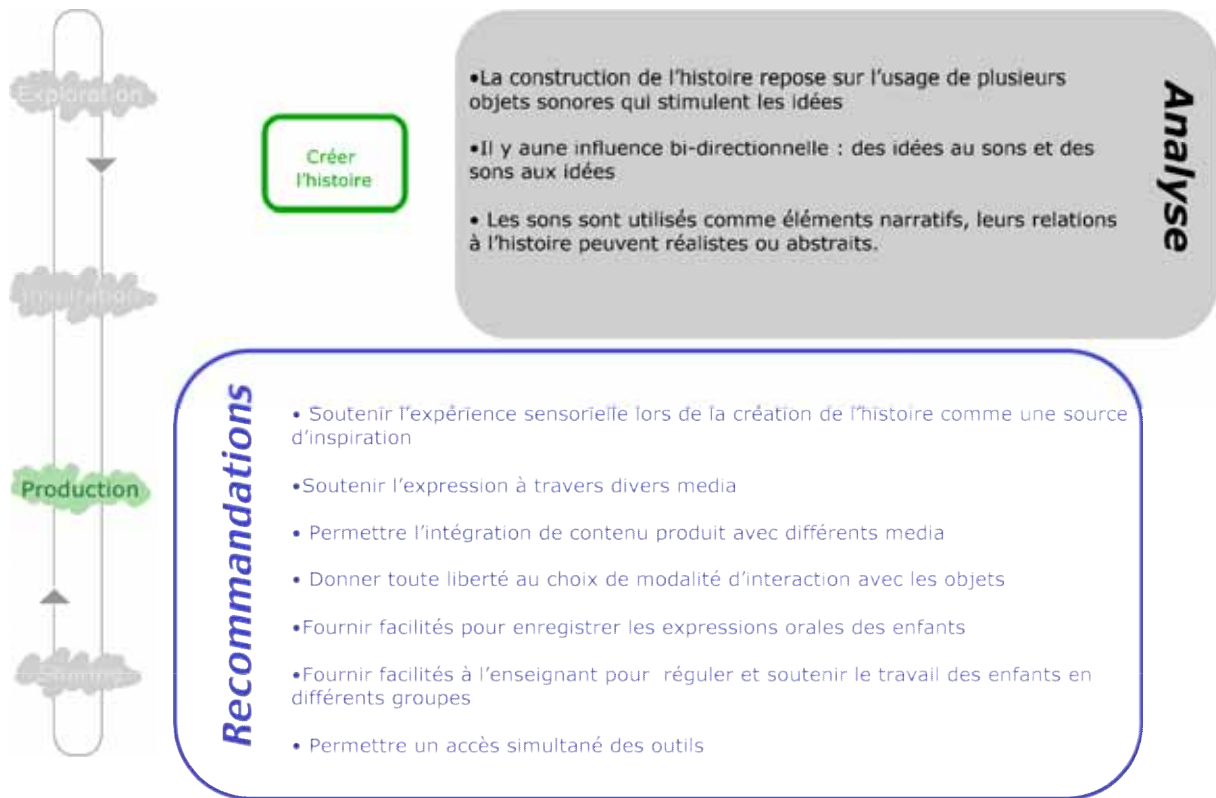 Exploration
Inspiration
Production
Créer
l'histoire
•La construction de l'histoire repose sur l'usage de plusieurs
objets sonores qui stimulent les idées
•Il y aune influence bi-directionnelle : des idées au sons et des
sons aux idées
• Les sons sont utilisés comme éléments narratifs, leurs relations
à l'histoire peuvent réalistes ou abstraits.
Analyse
Recommandations
• Soutenir l'expérience sensorielle lors de la création de l'histoire comme une source
d'inspiration
•Soutenir l'expression à travers divers media
• Permettre l'intégration de contenu produit avec différents media
• Donner toute liberté au choix de modalité d'interaction avec les objets
•Fournir facilités pour enregistrer les expressions orales des enfants
•Fournir facilités à l'enseignant pour réguler et soutenir le travail des enfants en
différents groupes
• Permettre un accès simultané des outils